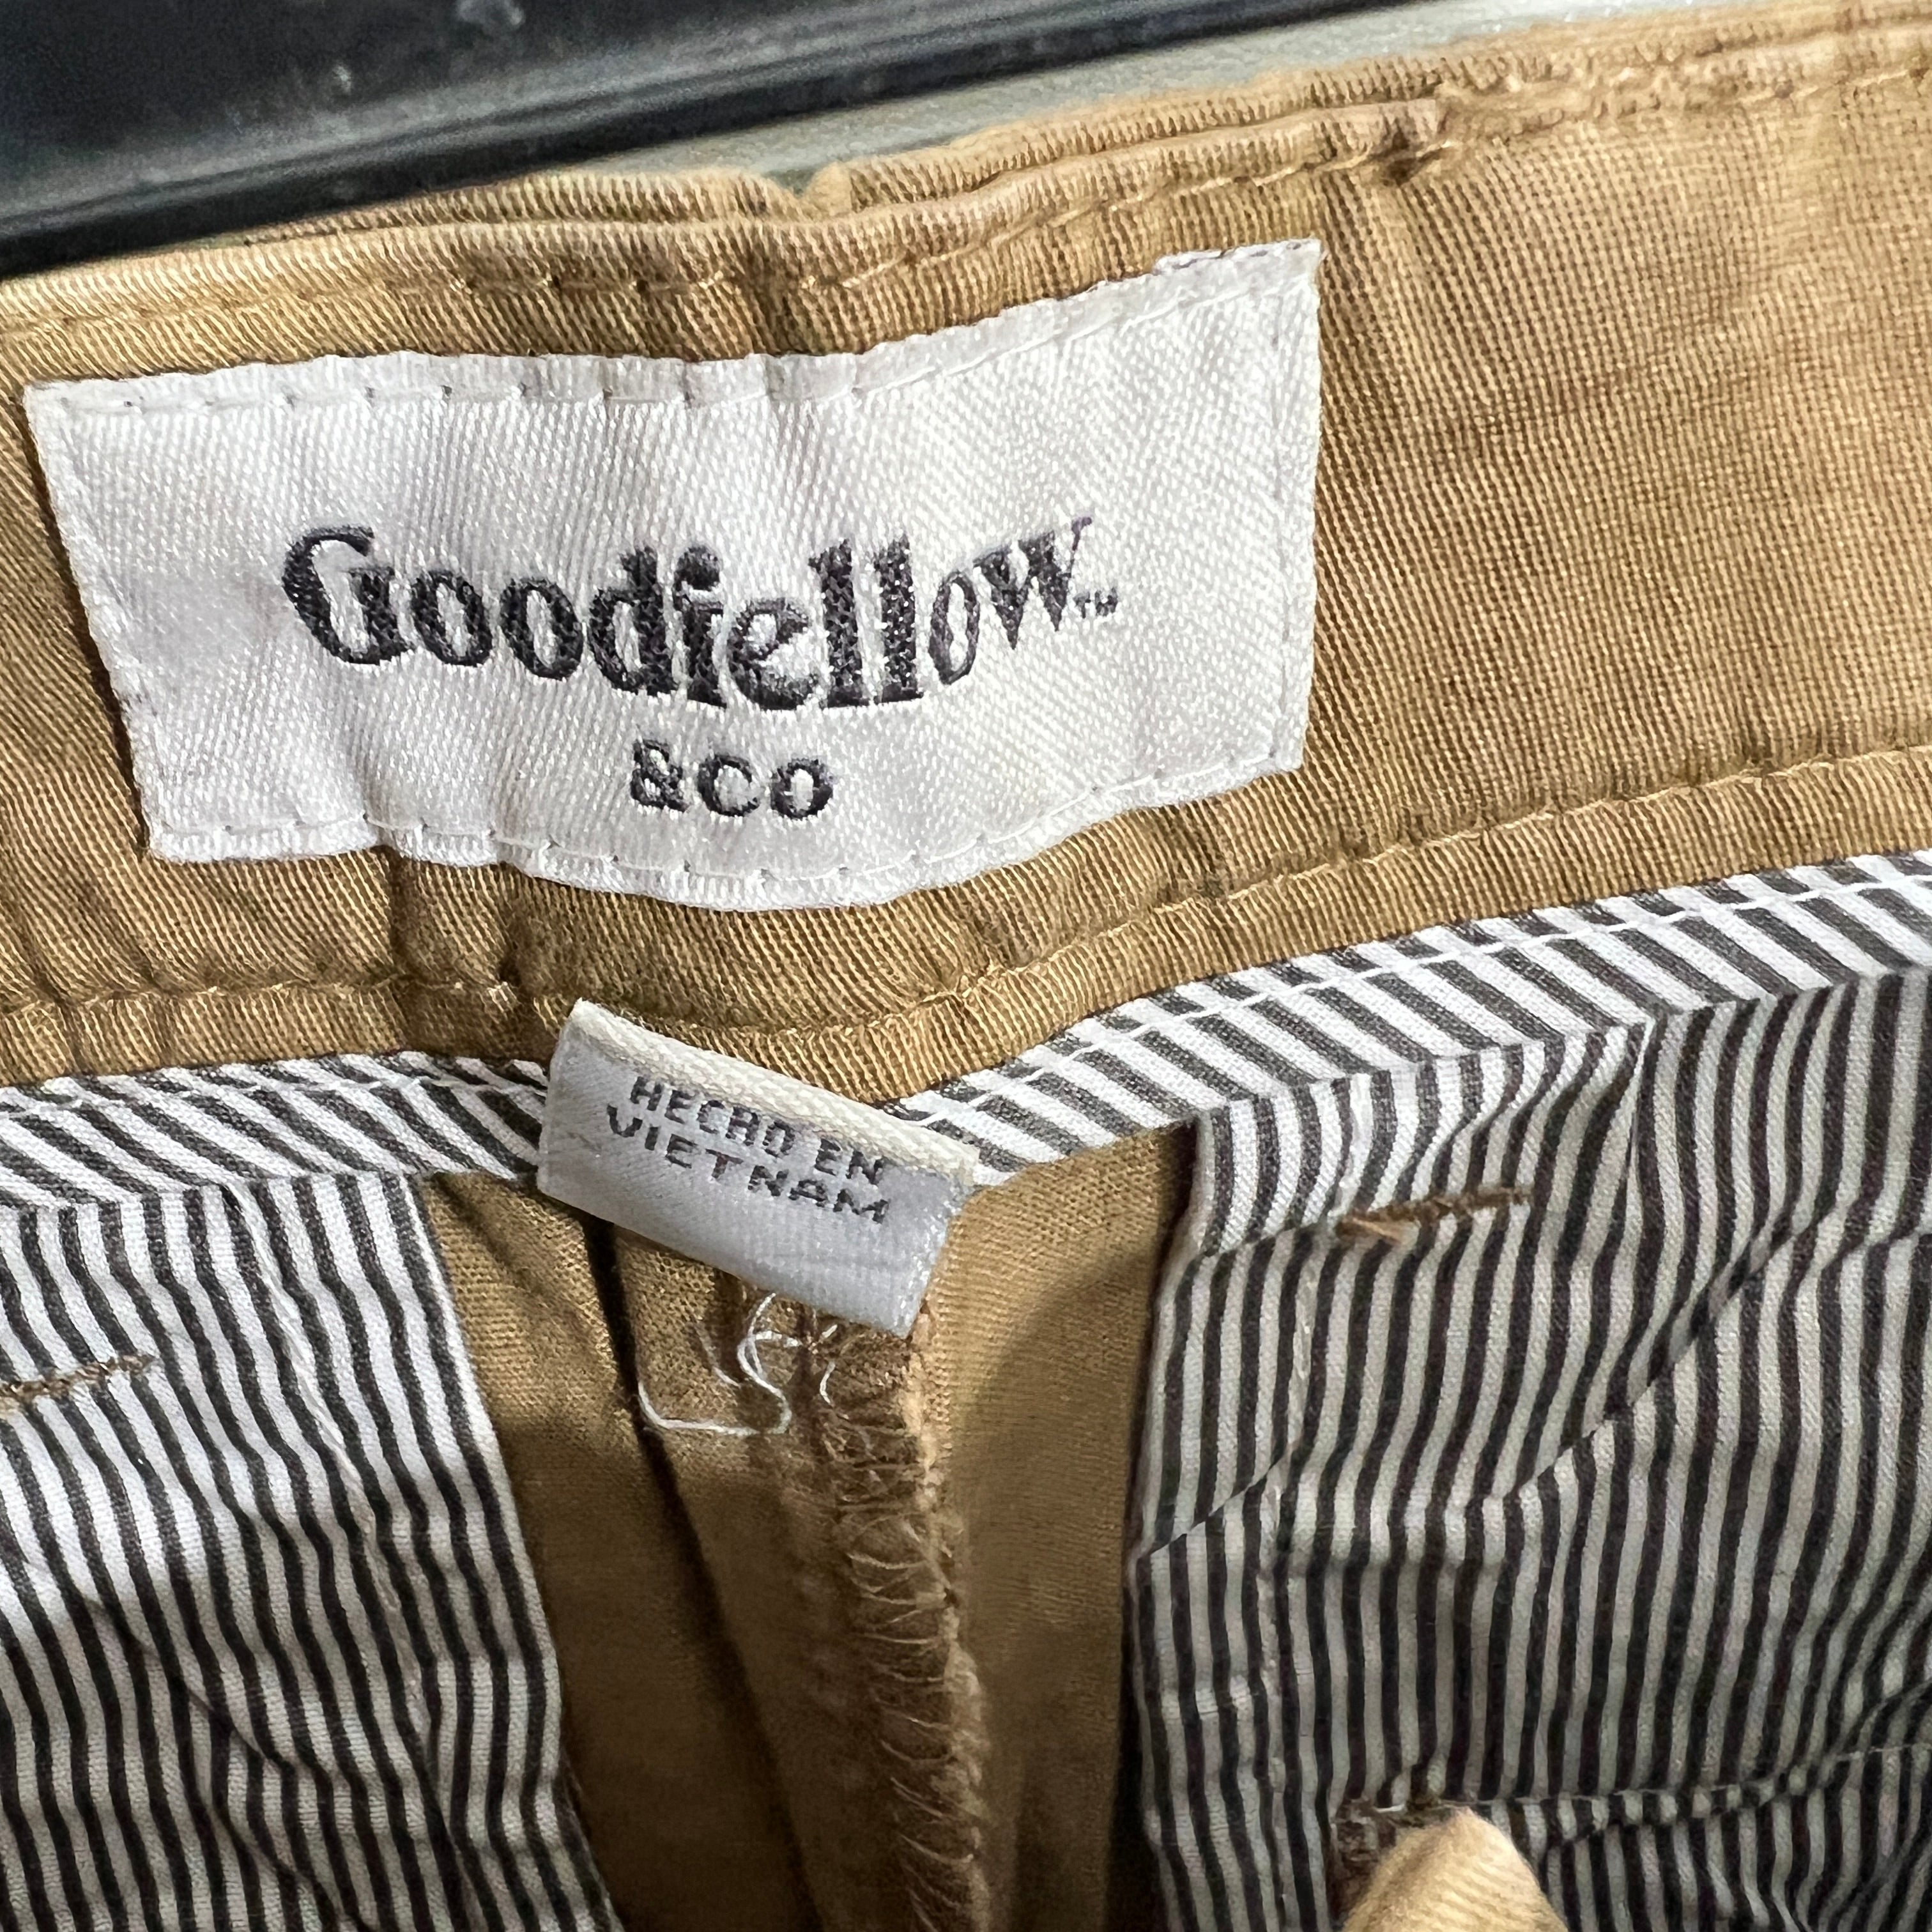 Goodfellow™
&CO
HECHO EN
VIETNAM